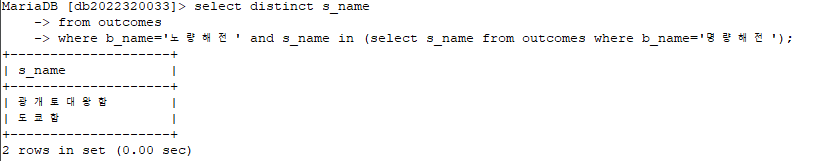 MariaDB [db2022320033]> select distinct s_name
    -> from outcomes
    -> where b_name='노량해전' and s_name in (select s_name from outcomes where b_name='명량해전');
+--------------------+
| s_name             |
+--------------------+
| 광개토대왕함       |
| 도쿄함             |
+--------------------+
2 rows in set (0.00 sec)